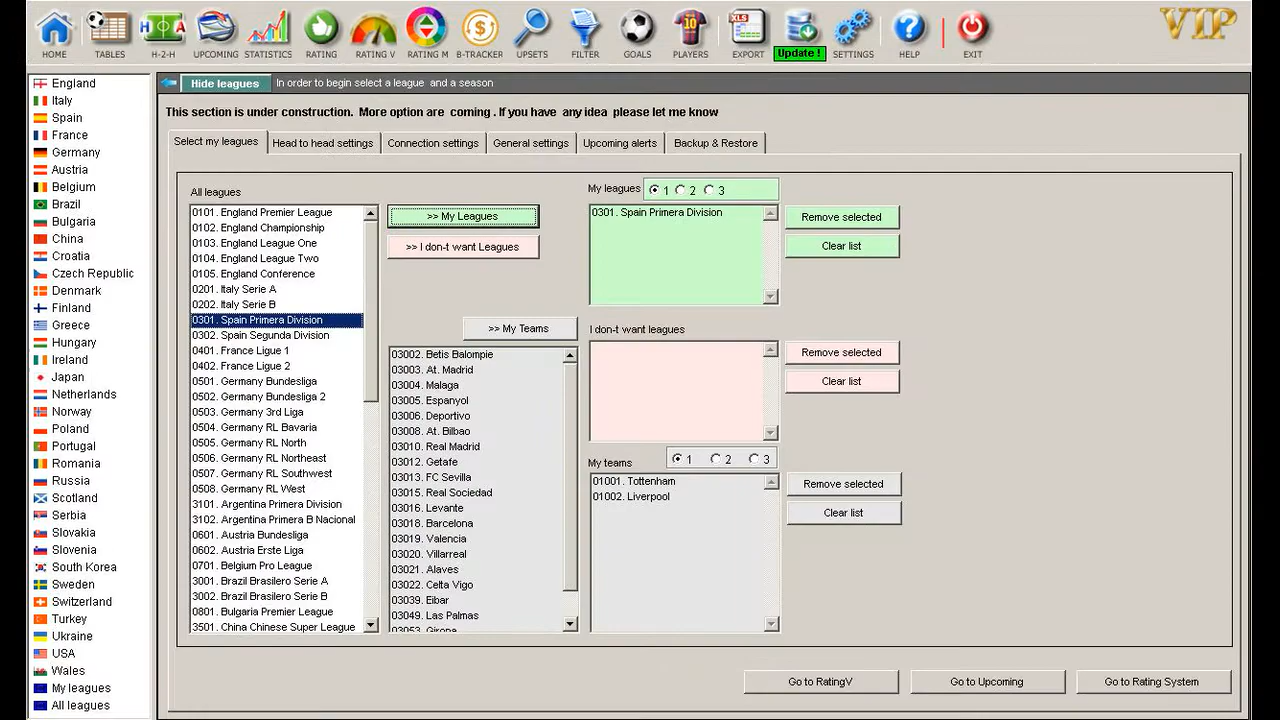 VIP
HOME
TABLES
H-2-H
UPCOMING
STATISTICS
RATING
RATING V
RATING M
B-TRACKER
UPSETS
FILTER
GOALS
PLAYERS
EXPORT
Update !
SETTINGS
HELP
EXIT
England
Italy
Spain
France
Germany
Austria
Belgium
Brazil
Bulgaria
China
Croatia
Czech Republic
Denmark
Finland
Greece
Hungary
Ireland
Japan
Netherlands
Norway
Poland
Portugal
Romania
Russia
Scotland
Serbia
Slovakia
Slovenia
South Korea
Sweden
Switzerland
Turkey
Ukraine
USA
Wales
My leagues
All leagues
Hide leagues In order to begin select a league and a season
This section is under construction. More option are coming . If you have any idea please let me know
Select my leagues
Head to head settings
Connection settings
General settings
Upcoming alerts
Backup & Restore
All leagues
0101. England Premier League
0102. England Championship
0103. England League One
0104. England League Two
0105. England Conference
0201. Italy Serie A
0202. Italy Serie B
0301. Spain Primera Division
0302. Spain Segunda Division
0401. France Ligue 1
0402. France Ligue 2
0501. Germany Bundesliga
0502. Germany Bundesliga 2
0503. Germany 3rd Liga
0504. Germany RL Bavaria
0505. Germany RL North
0506. Germany RL Northeast
0507. Germany RL Southwest
0508. Germany RL West
3101. Argentina Primera Division
3102. Argentina Primera B Nacional
0601. Austria Bundesliga
0602. Austria Erste Liga
0701. Belgium Pro League
3001. Brazil Brasilero Serie A
3002. Brazil Brasilero Serie B
0801. Bulgaria Premier League
3501. China Chinese Super League
>> My Leagues
>> I don-t want Leagues
>> My Teams
03002. Betis Balompie
03003. At. Madrid
03004. Malaga
03005. Espanyol
03006. Deportivo
03008. At. Bilbao
03010. Real Madrid
03012. Getafe
03013. FC Sevilla
03015. Real Sociedad
03016. Levante
03018. Barcelona
03019. Valencia
03020. Villarreal
03021. Alaves
03022. Celta Vigo
03039. Eibar
03049. Las Palmas
03053. Girona
My leagues 1 2 3
0301. Spain Primera Division
Remove selected
Clear list
I don-t want leagues
Remove selected
Clear list
My teams 1 2 3
01001. Tottenham
01002. Liverpool
Remove selected
Clear list
Go to RatingV
Go to Upcoming
Go to Rating System